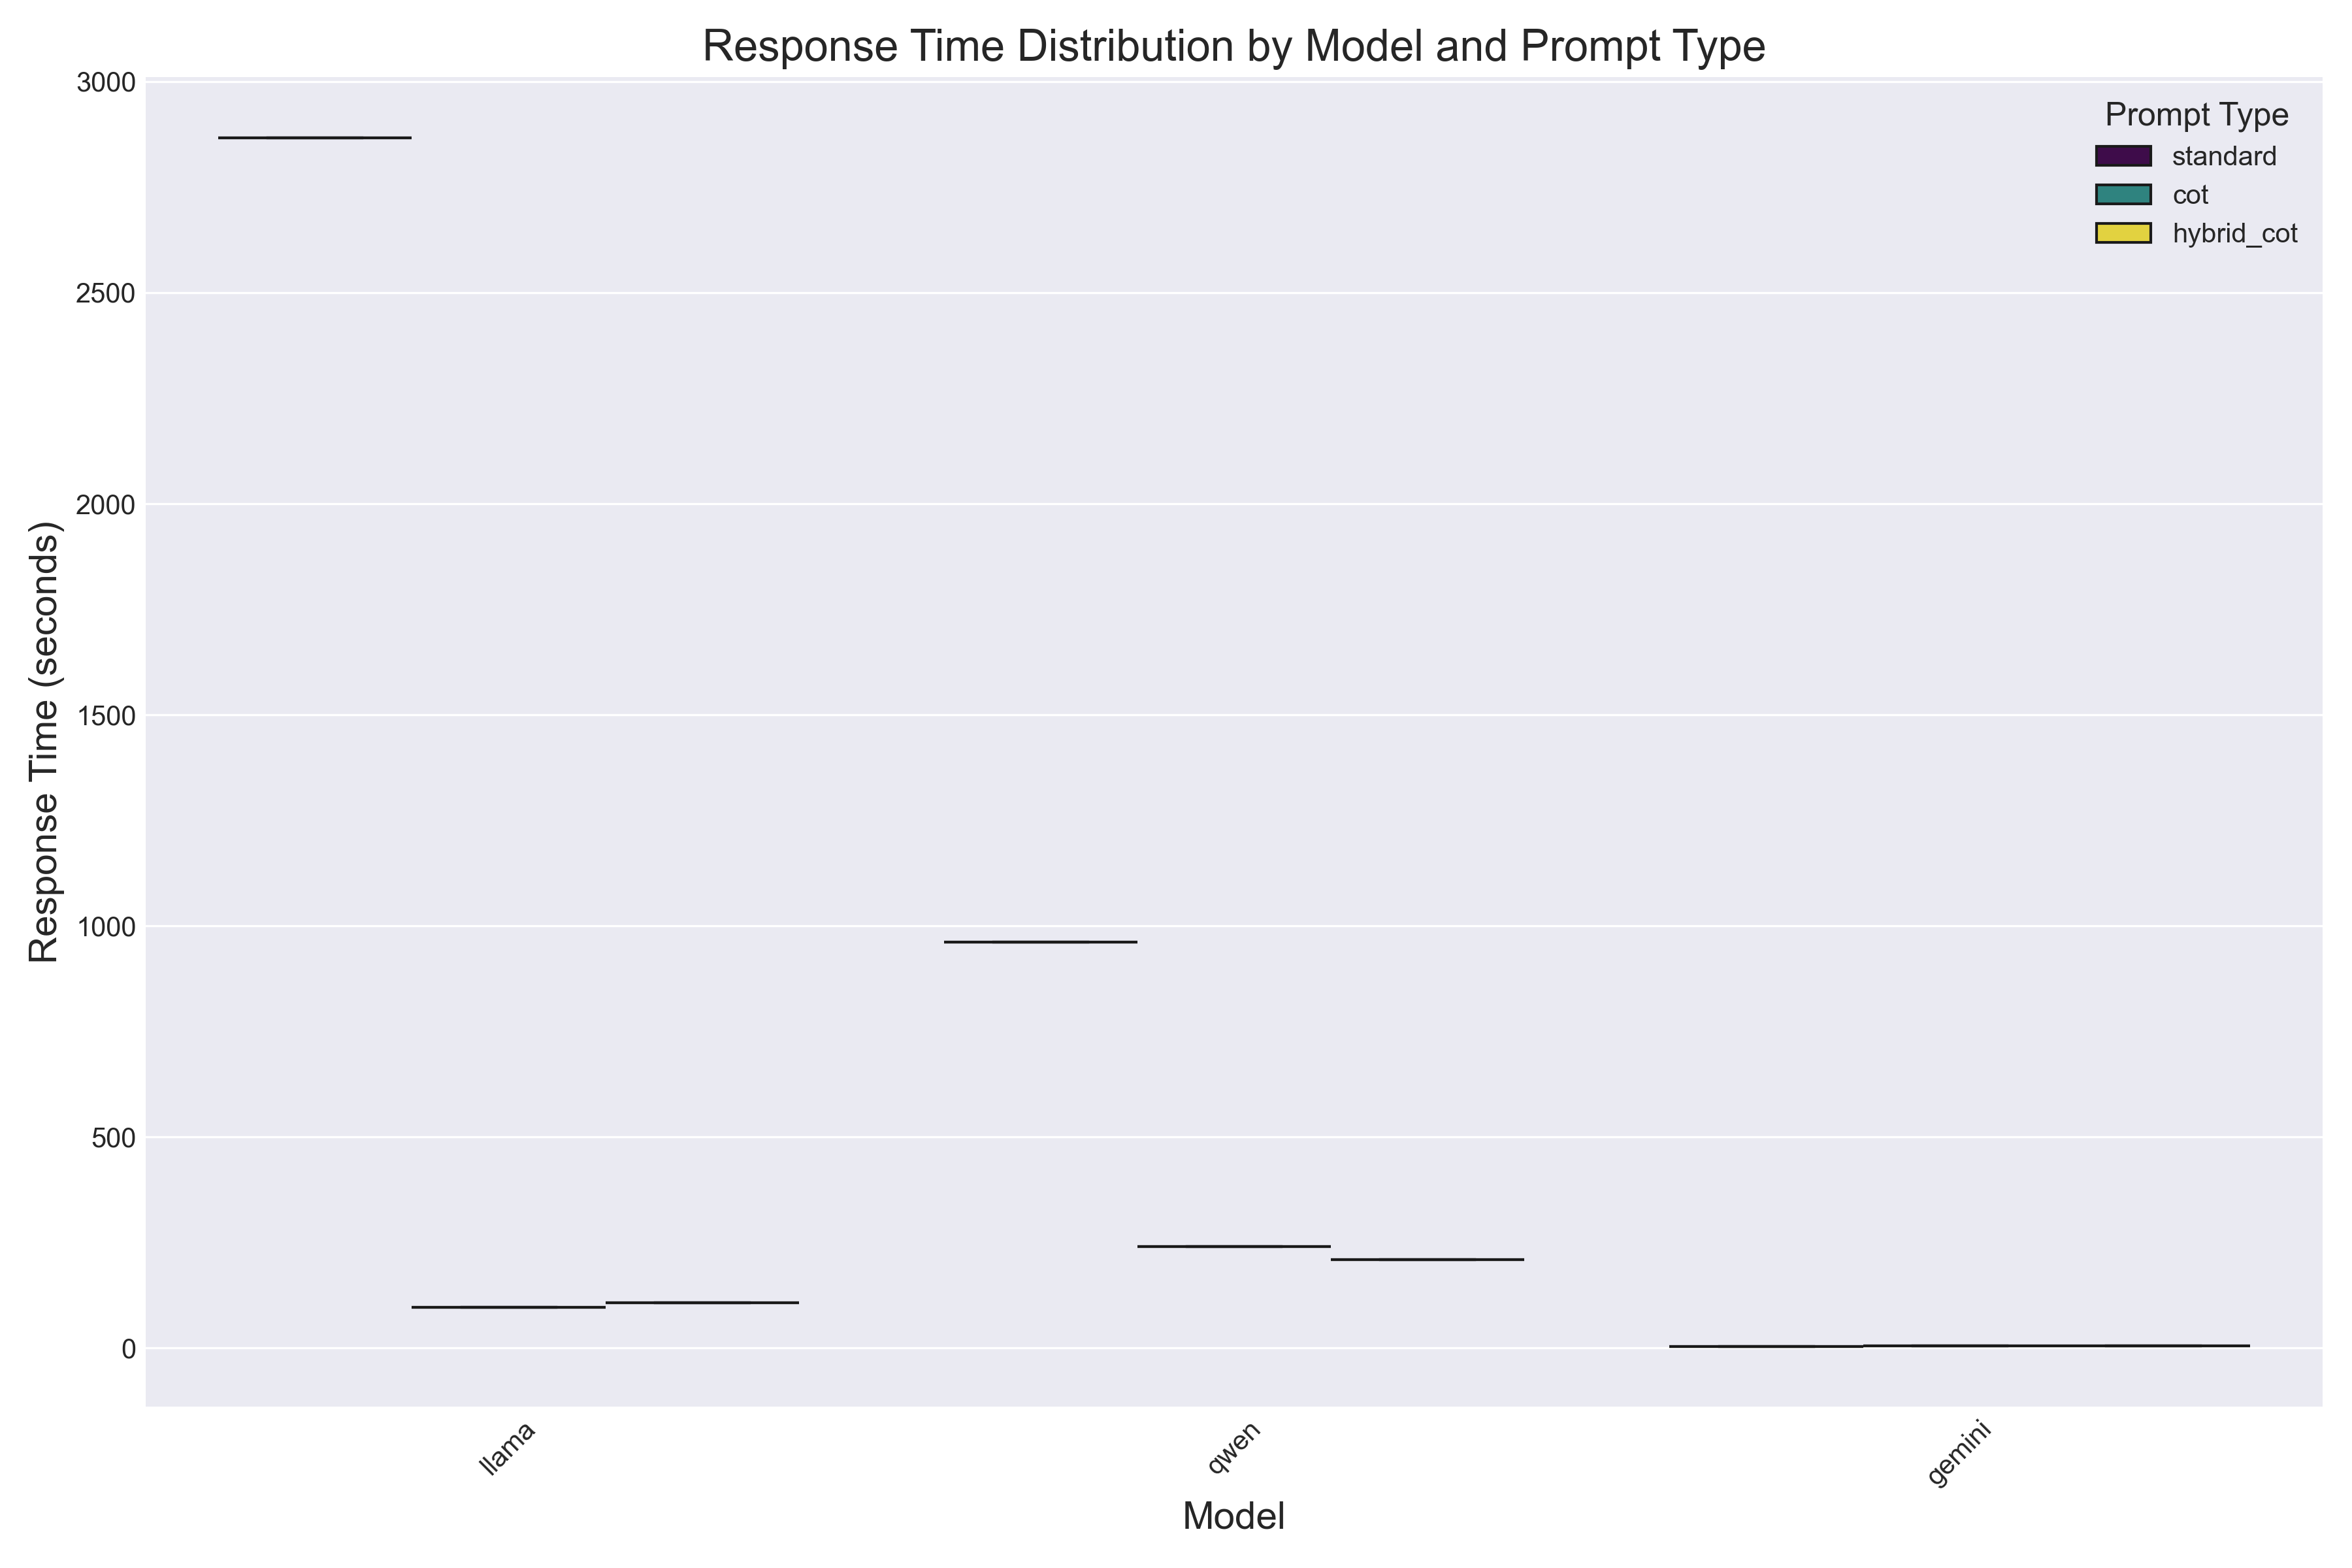 Response Time Distribution by Model and Prompt Type
3000
2500
2000
1500
1000
500
0
Response Time (seconds)
Prompt Type
standard
cot
hybrid_cot
llama
qwen
gemini
Model